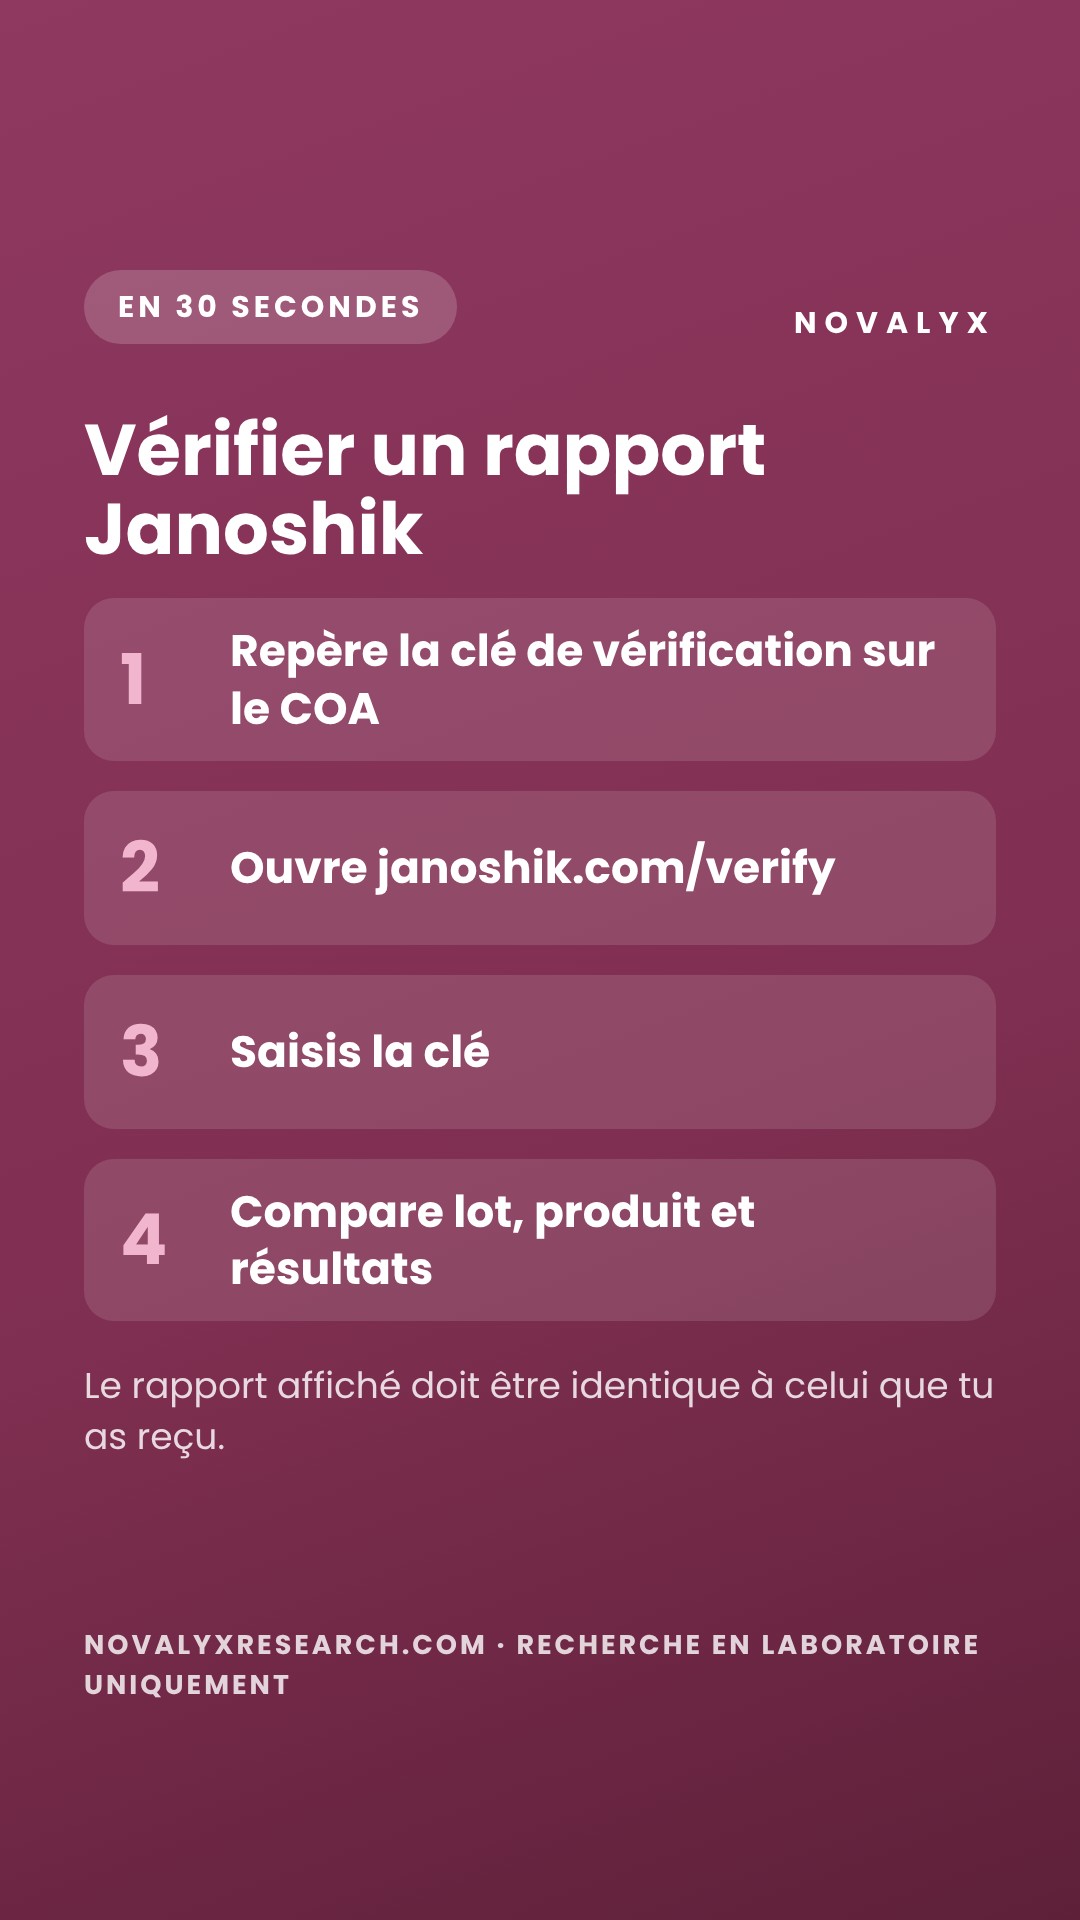 EN 30 SECONDES
NOVALYX
Vérifier un rapport
Janoshik
1
Repère la clé de vérification sur
le COA
2
Ouvre janoshik.com/verify
3
Saisis la clé
4
Compare lot, produit et
résultats
Le rapport affiché doit être identique à celui que tu
as reçu.
NOVALYXRESEARCH.COM · RECHERCHE EN LABORATOIRE
UNIQUEMENT